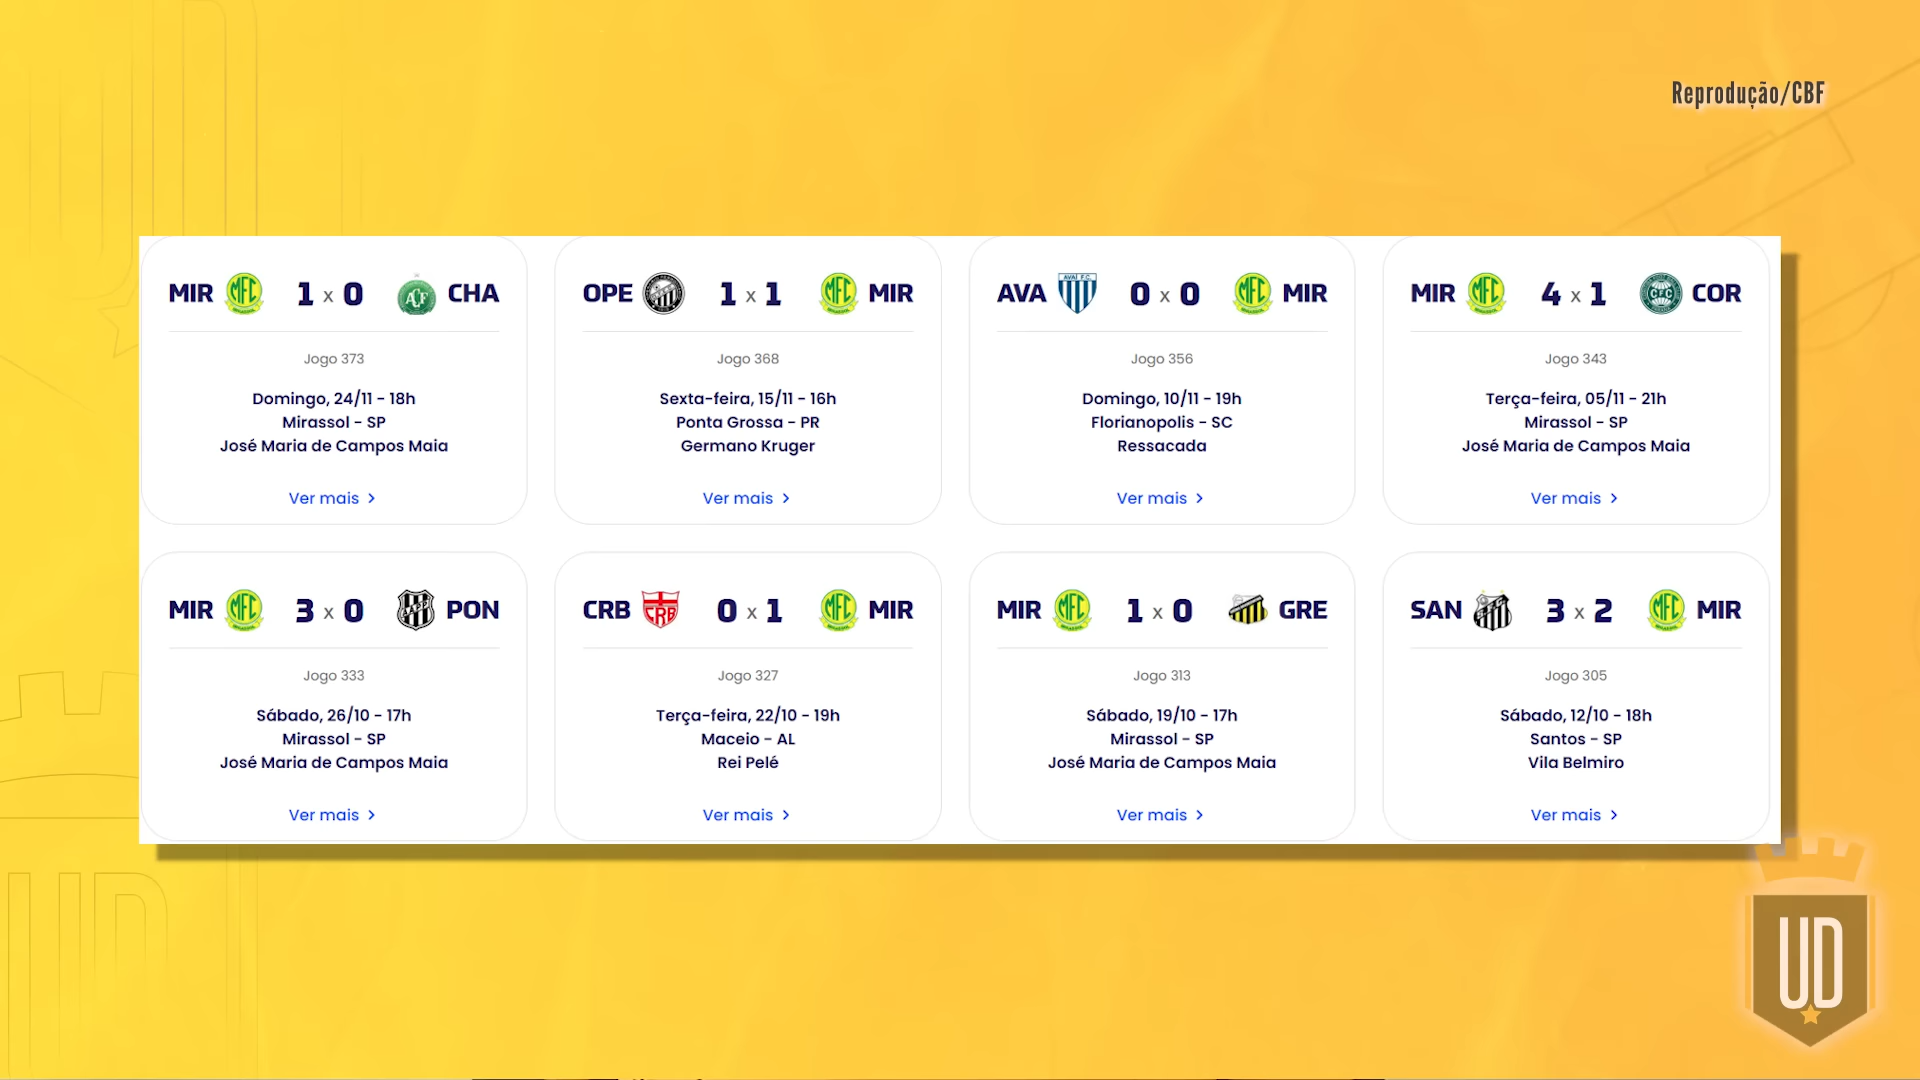 Reprodução/CBF
MIR 1 x 0 CHA
Jogo 373
Domingo, 24/11 - 18h
Mirassol - SP
José Maria de Campos Maia
Ver mais >
OPE 1 x 1 MIR
Jogo 368
Sexta-feira, 15/11 - 16h
Ponta Grossa - PR
Germano Kruger
Ver mais >
AVA 0 x 0 MIR
Jogo 356
Domingo, 10/11 - 19h
Florianopolis - SC
Ressacada
Ver mais >
MIR 4 x 1 COR
Jogo 343
Terça-feira, 05/11 - 21h
Mirassol - SP
José Maria de Campos Maia
Ver mais >
MIR 3 x 0 PON
Jogo 333
Sábado, 26/10 - 17h
Mirassol - SP
José Maria de Campos Maia
Ver mais >
CRB 0 x 1 MIR
Jogo 327
Terça-feira, 22/10 - 19h
Maceio - AL
Rei Pelé
Ver mais >
MIR 1 x 0 GRE
Jogo 313
Sábado, 19/10 - 17h
Mirassol - SP
José Maria de Campos Maia
Ver mais >
SAN 3 x 2 MIR
Jogo 305
Sábado, 12/10 - 18h
Santos - SP
Vila Belmiro
Ver mais >
UD